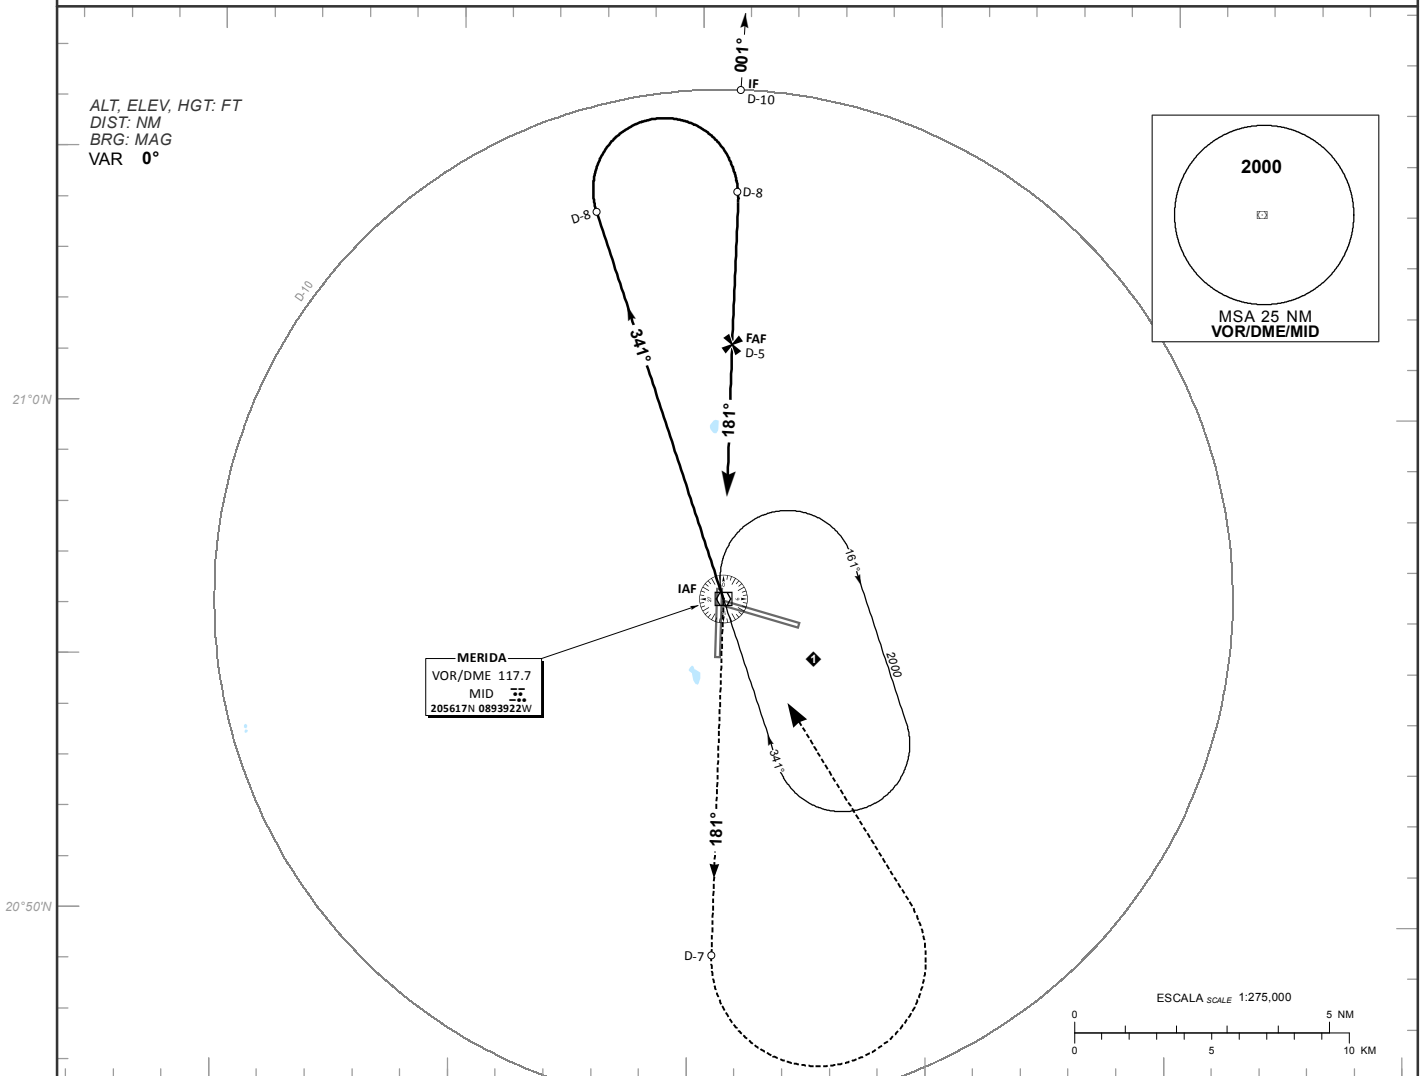 001°
IF
D-10
ALT, ELEV, HGT: FT
DIST: NM
BRG: MAG
VAR 0°
2000
MSA 25 NM
VOR/DME/MID
D-8
D-8
D-10
341°
FAF
D-5
21°0'N
181°
161°
IAF
2000
1
MERIDA
VOR/DME 117.7
MID
205617N 0893922W
341°
181°
20°50'N
D-7
ESCALA SCALE 1:275,000
0 5 NM
0 5 10 KM